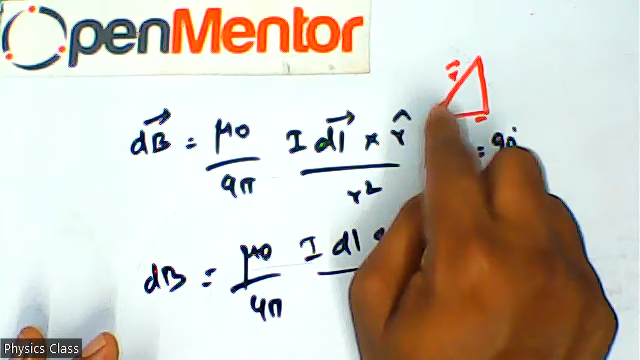 OpenMentor
r⃗
dB⃗ = μ0 / 4π I dl⃗ × r̂ / r²
= 90°
dB = μ0 / 4π I dl
Physics Class